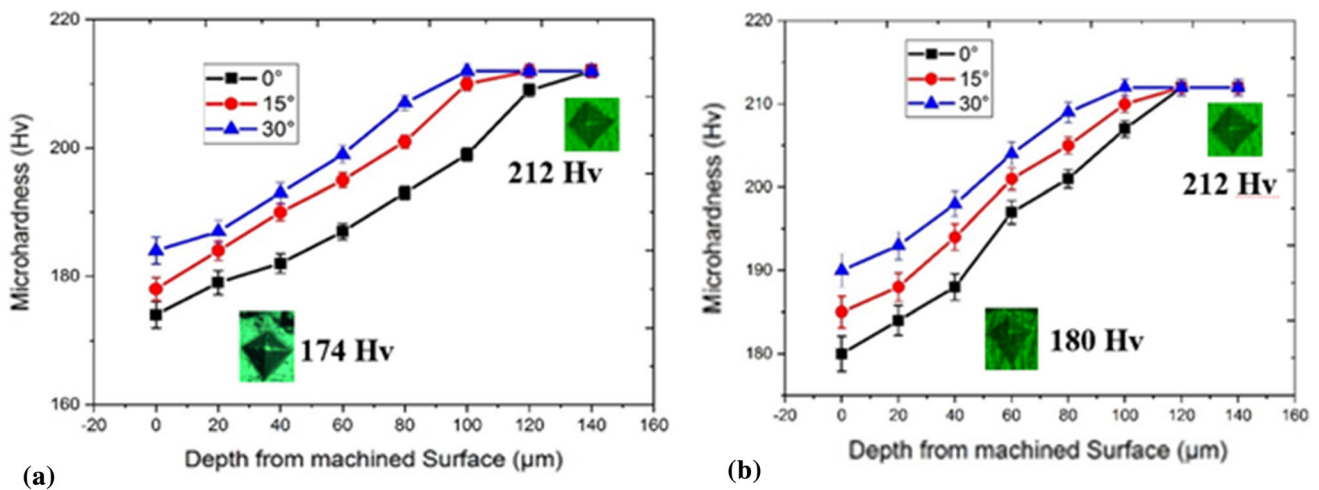 220
200
180
160
Microhardness (Hv)
0°
15°
30°
212 Hv
174 Hv
-20 0 20 40 60 80 100 120 140 160
Depth from machined Surface (µm)
(a)
220
210
200
190
180
Microhardness (Hv)
0°
15°
30°
212 Hv
180 Hv
-20 0 20 40 60 80 100 120 140 160
Depth from machined Surface (µm)
(b)